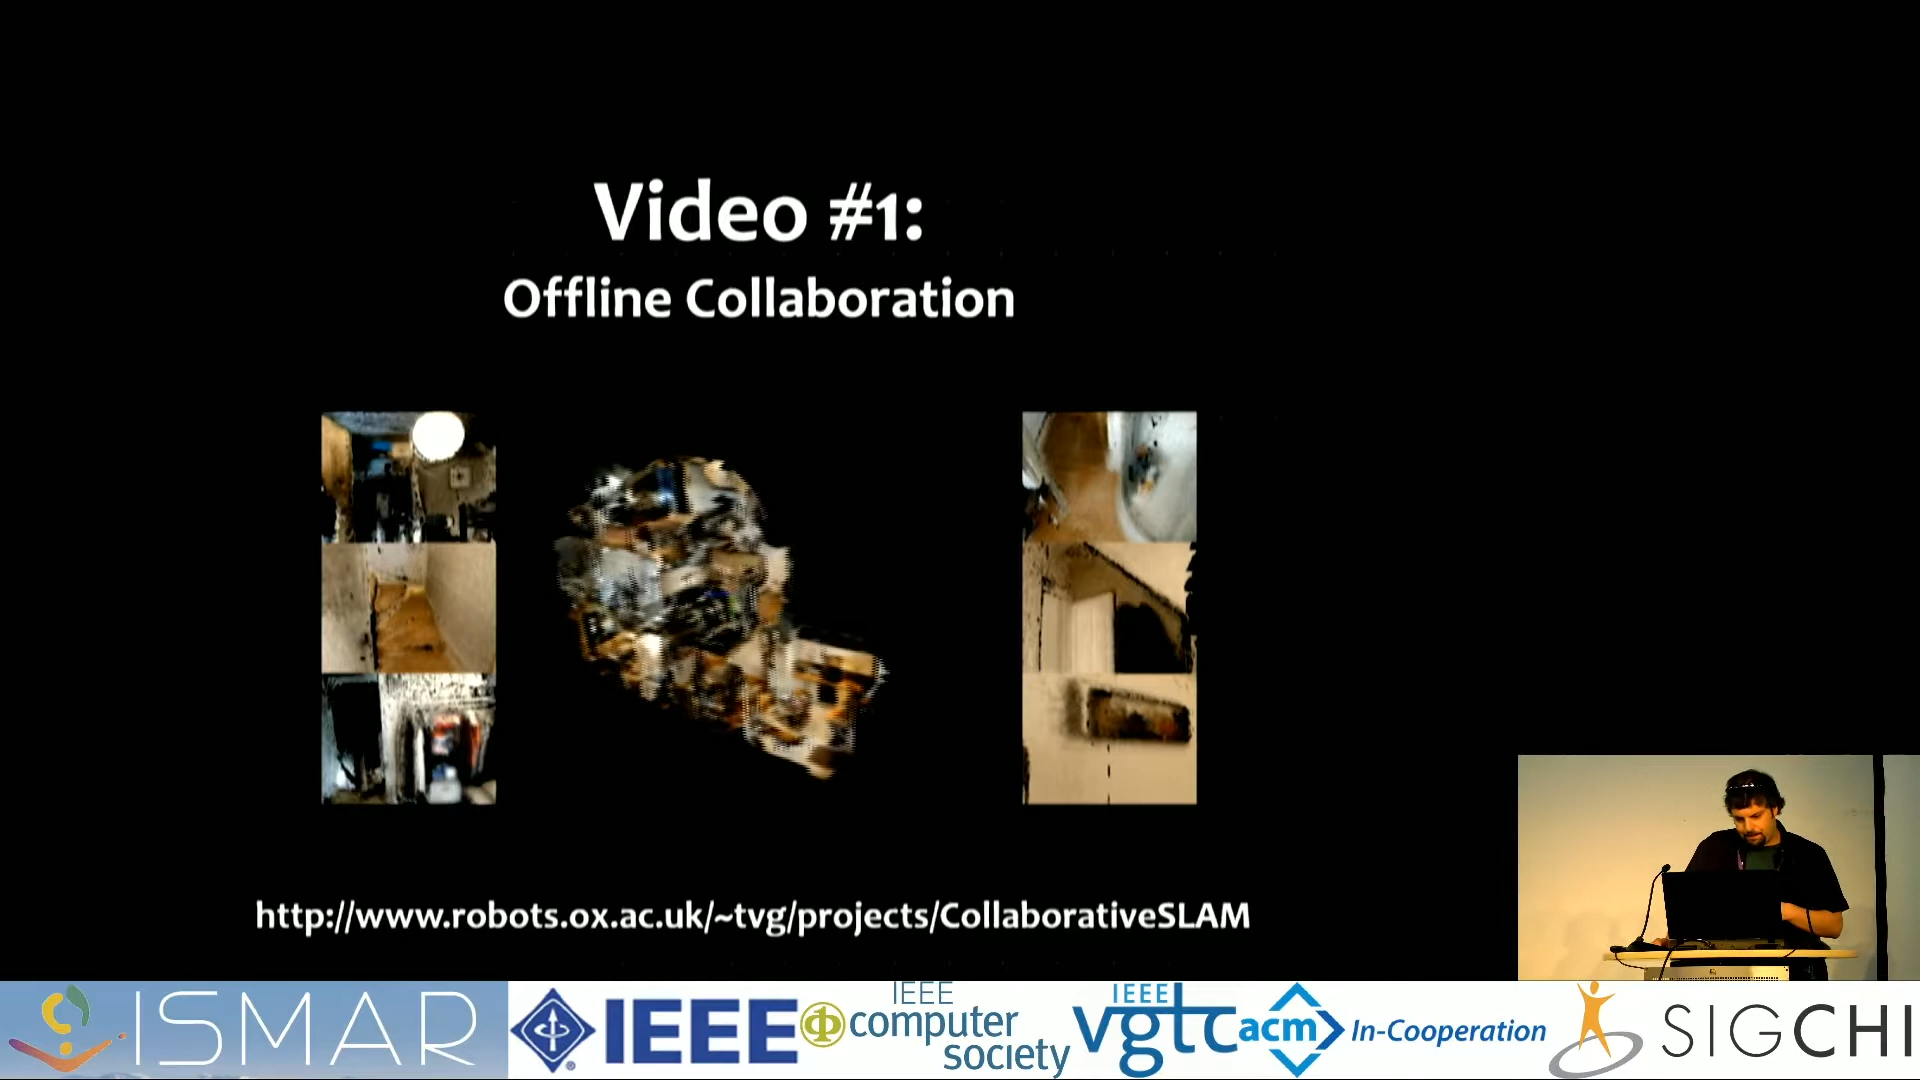 Video #1:
Offline Collaboration
http://www.robots.ox.ac.uk/~tvg/projects/CollaborativeSLAM
ISMAR
IEEE
IEEE
computer
society
IEEE
vgtc
acm In-Cooperation
SIGCHI